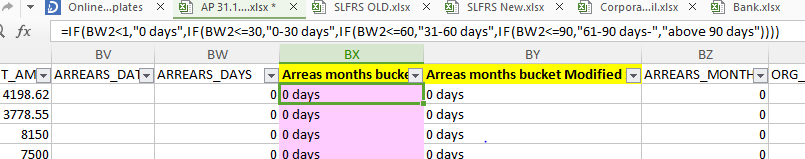 Online...plates AP 31.1....xlsx * SLFRS OLD.xlsx SLFRS New.xlsx Corpora...il.xlsx Bank.xlsx
fx =IF(BW2<1,"0 days",IF(BW2<=30,"0-30 days",IF(BW2<=60,"31-60 days",IF(BW2<=90,"61-90 days-","above 90 days"))))
BV BW BX BY BZ
T_AM ARREARS_DAT ARREARS_DAYS Arreas months bucke Arreas months bucket Modified ARREARS_MONTH ORG_
4198.62 0 0 days 0 days 0
3778.55 0 0 days 0 days 0
8150 0 0 days 0 days 0
7500 0 0 days 0 days 0